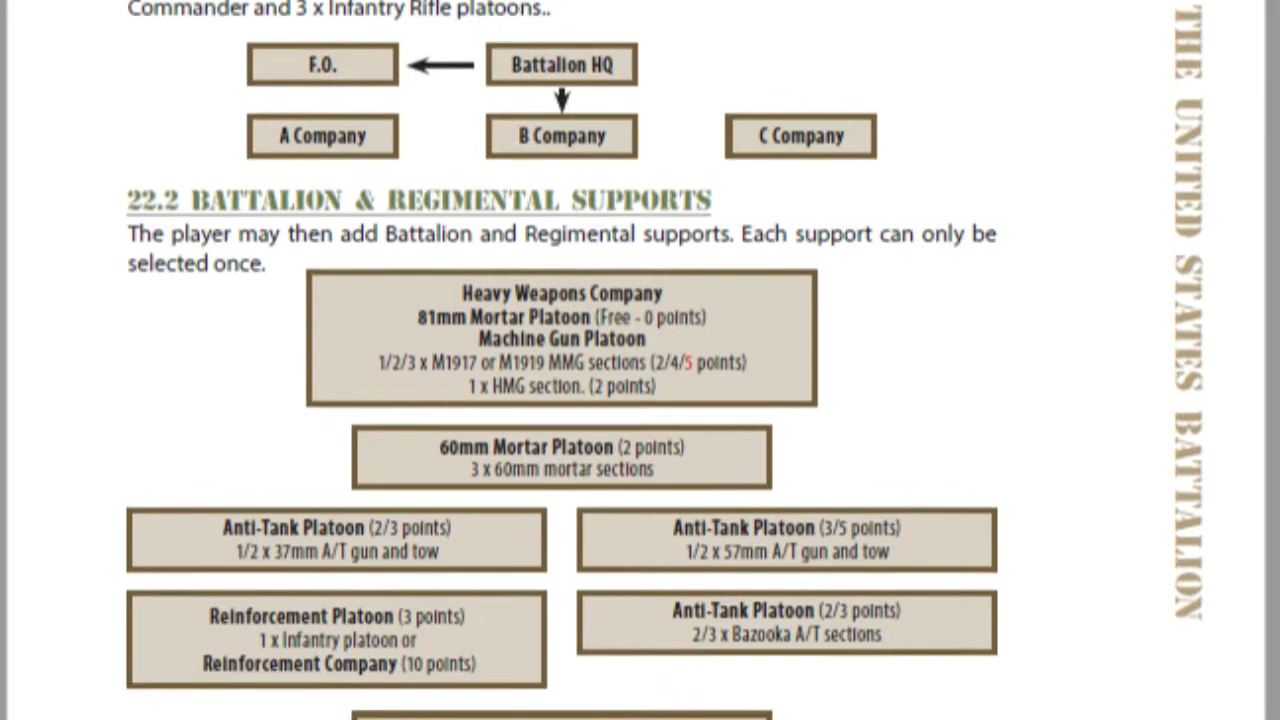 Commander and 3 x Infantry Rifle platoons..
F.O.
Battalion HQ
A Company
B Company
C Company
22.2 BATTALION & REGIMENTAL SUPPORTS
The player may then add Battalion and Regimental supports. Each support can only be
selected once.
Heavy Weapons Company
81mm Mortar Platoon (Free - 0 points)
Machine Gun Platoon
1/2/3 x M1917 or M1919 MMG sections (2/4/5 points)
1 x HMG section. (2 points)
60mm Mortar Platoon (2 points)
3 x 60mm mortar sections
Anti-Tank Platoon (2/3 points)
1/2 x 37mm A/T gun and tow
Anti-Tank Platoon (3/5 points)
1/2 x 57mm A/T gun and tow
Reinforcement Platoon (3 points)
1 x Infantry platoon or
Reinforcement Company (10 points)
Anti-Tank Platoon (2/3 points)
2/3 x Bazooka A/T sections
THE UNITED STATES BATTALION